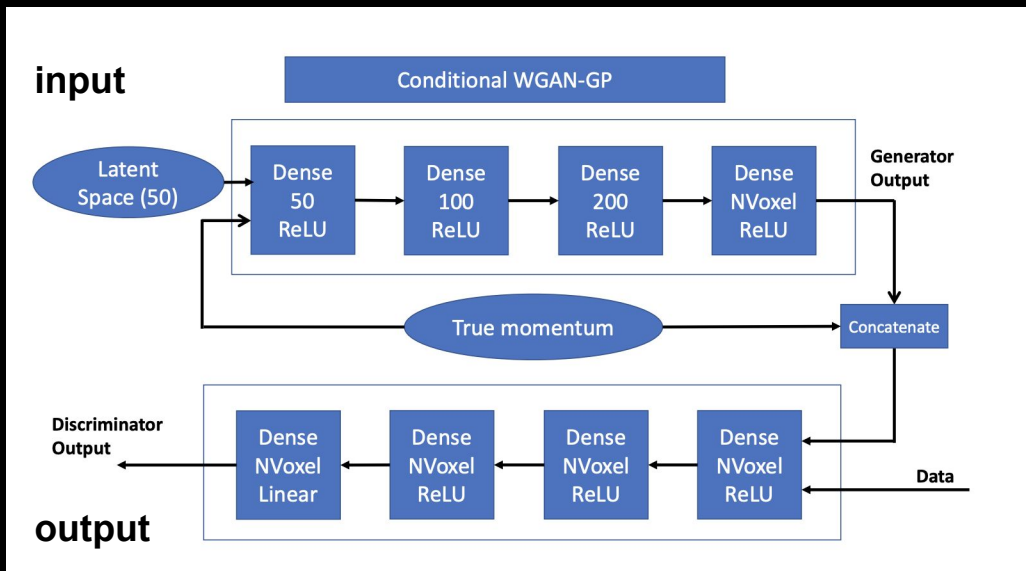 input
Conditional WGAN-GP
Latent
Space (50)
Dense
50
ReLU
Dense
100
ReLU
Dense
200
ReLU
Dense
NVoxel
ReLU
Generator
Output
True momentum
Concatenate
Discriminator
Output
Dense
NVoxel
Linear
Dense
NVoxel
ReLU
Dense
NVoxel
ReLU
Dense
NVoxel
ReLU
Data
output